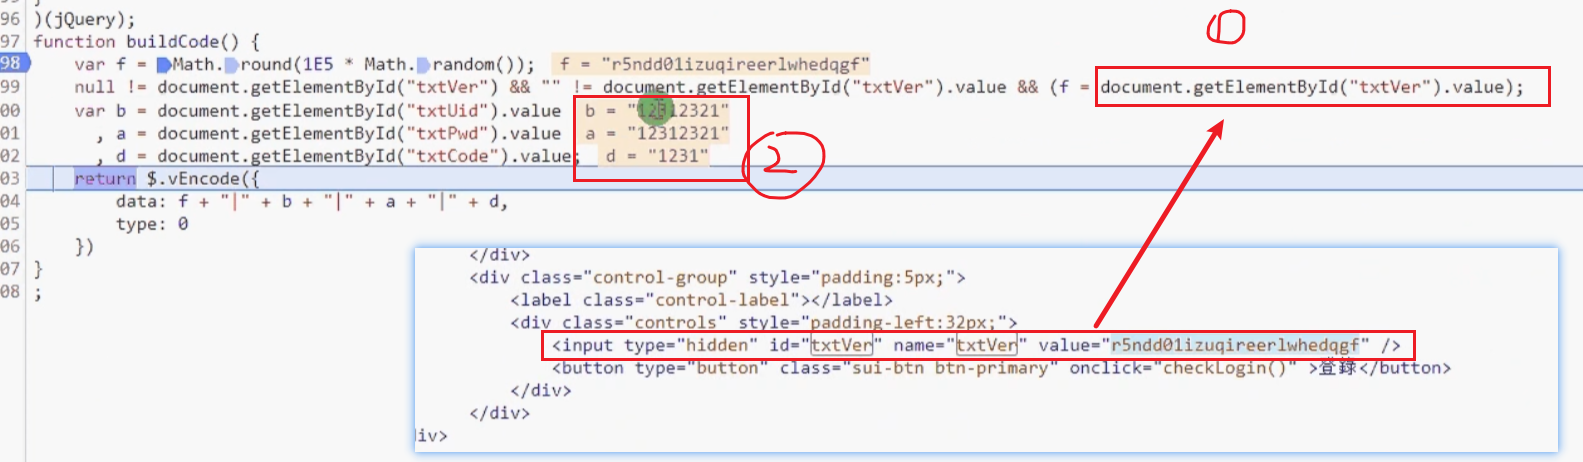 96 )(jQuery);
97 function buildCode() {
98 var f = Math.round(1E5 * Math.random()); f = "r5ndd01izuqireerlwhedqgf"
99 null != document.getElementById("txtVer") && "" != document.getElementById("txtVer").value && (f = document.getElementById("txtVer").value);
00 var b = document.getElementById("txtUid").value b = "12312321"
01 , a = document.getElementById("txtPwd").value a = "12312321"
02 , d = document.getElementById("txtCode").value; d = "1231"
03 return $.vEncode({
04 data: f + "|" + b + "|" + a + "|" + d,
05 type: 0
06 })
07 }
08 ;
①
②
</div>
<div class="control-group" style="padding:5px;">
<label class="control-label"></label>
<div class="controls" style="padding-left:32px;">
<input type="hidden" id="txtVer" name="txtVer" value="r5ndd01izuqireerlwhedqgf" />
<button type="button" class="sui-btn btn-primary" onclick="checkLogin()" >登錄</button>
</div>
</div>
div>